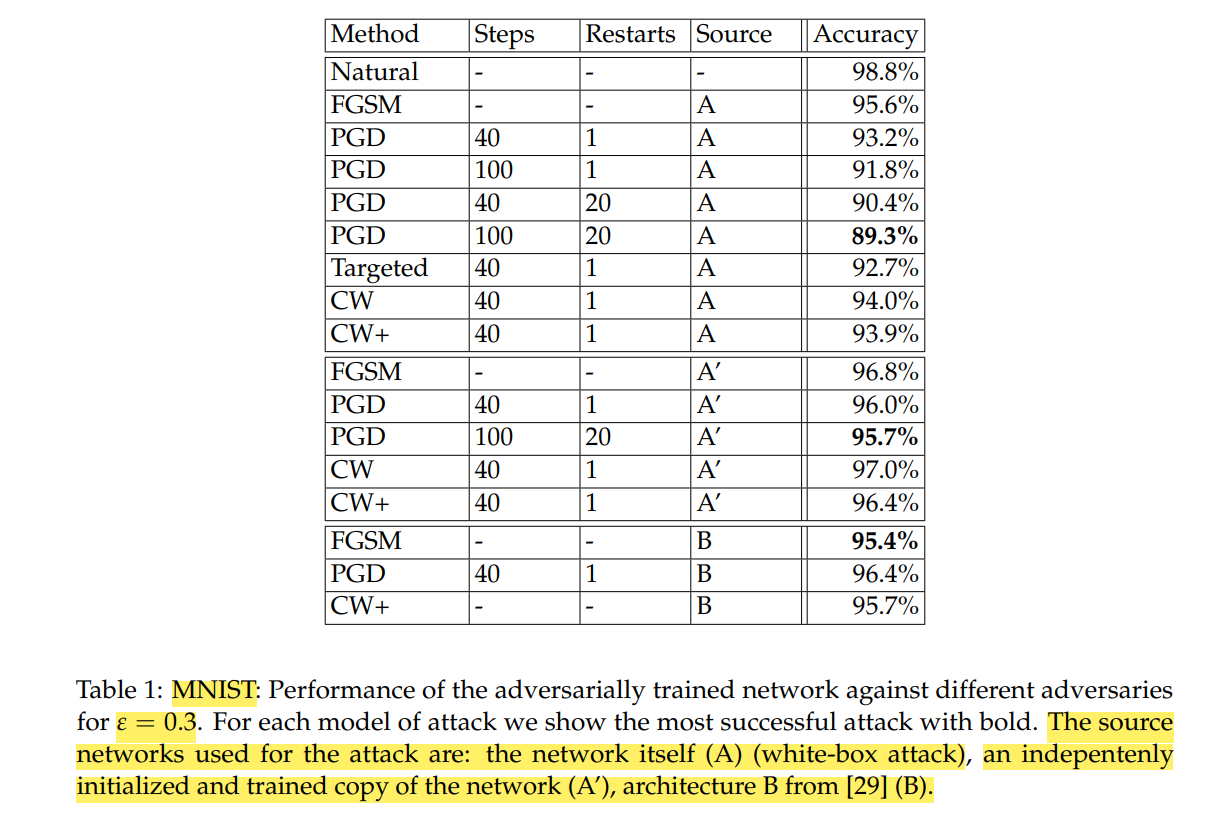 Method Steps Restarts Source Accuracy
Natural - - - 98.8%
FGSM - - A 95.6%
PGD 40 1 A 93.2%
PGD 100 1 A 91.8%
PGD 40 20 A 90.4%
PGD 100 20 A 89.3%
Targeted 40 1 A 92.7%
CW 40 1 A 94.0%
CW+ 40 1 A 93.9%
FGSM - - A’ 96.8%
PGD 40 1 A’ 96.0%
PGD 100 20 A’ 95.7%
CW 40 1 A’ 97.0%
CW+ 40 1 A’ 96.4%
FGSM - - B 95.4%
PGD 40 1 B 96.4%
CW+ - - B 95.7%
Table 1: MNIST: Performance of the adversarially trained network against different adversaries
for ε = 0.3. For each model of attack we show the most successful attack with bold. The source
networks used for the attack are: the network itself (A) (white-box attack), an indepentenly
initialized and trained copy of the network (A’), architecture B from [29] (B).